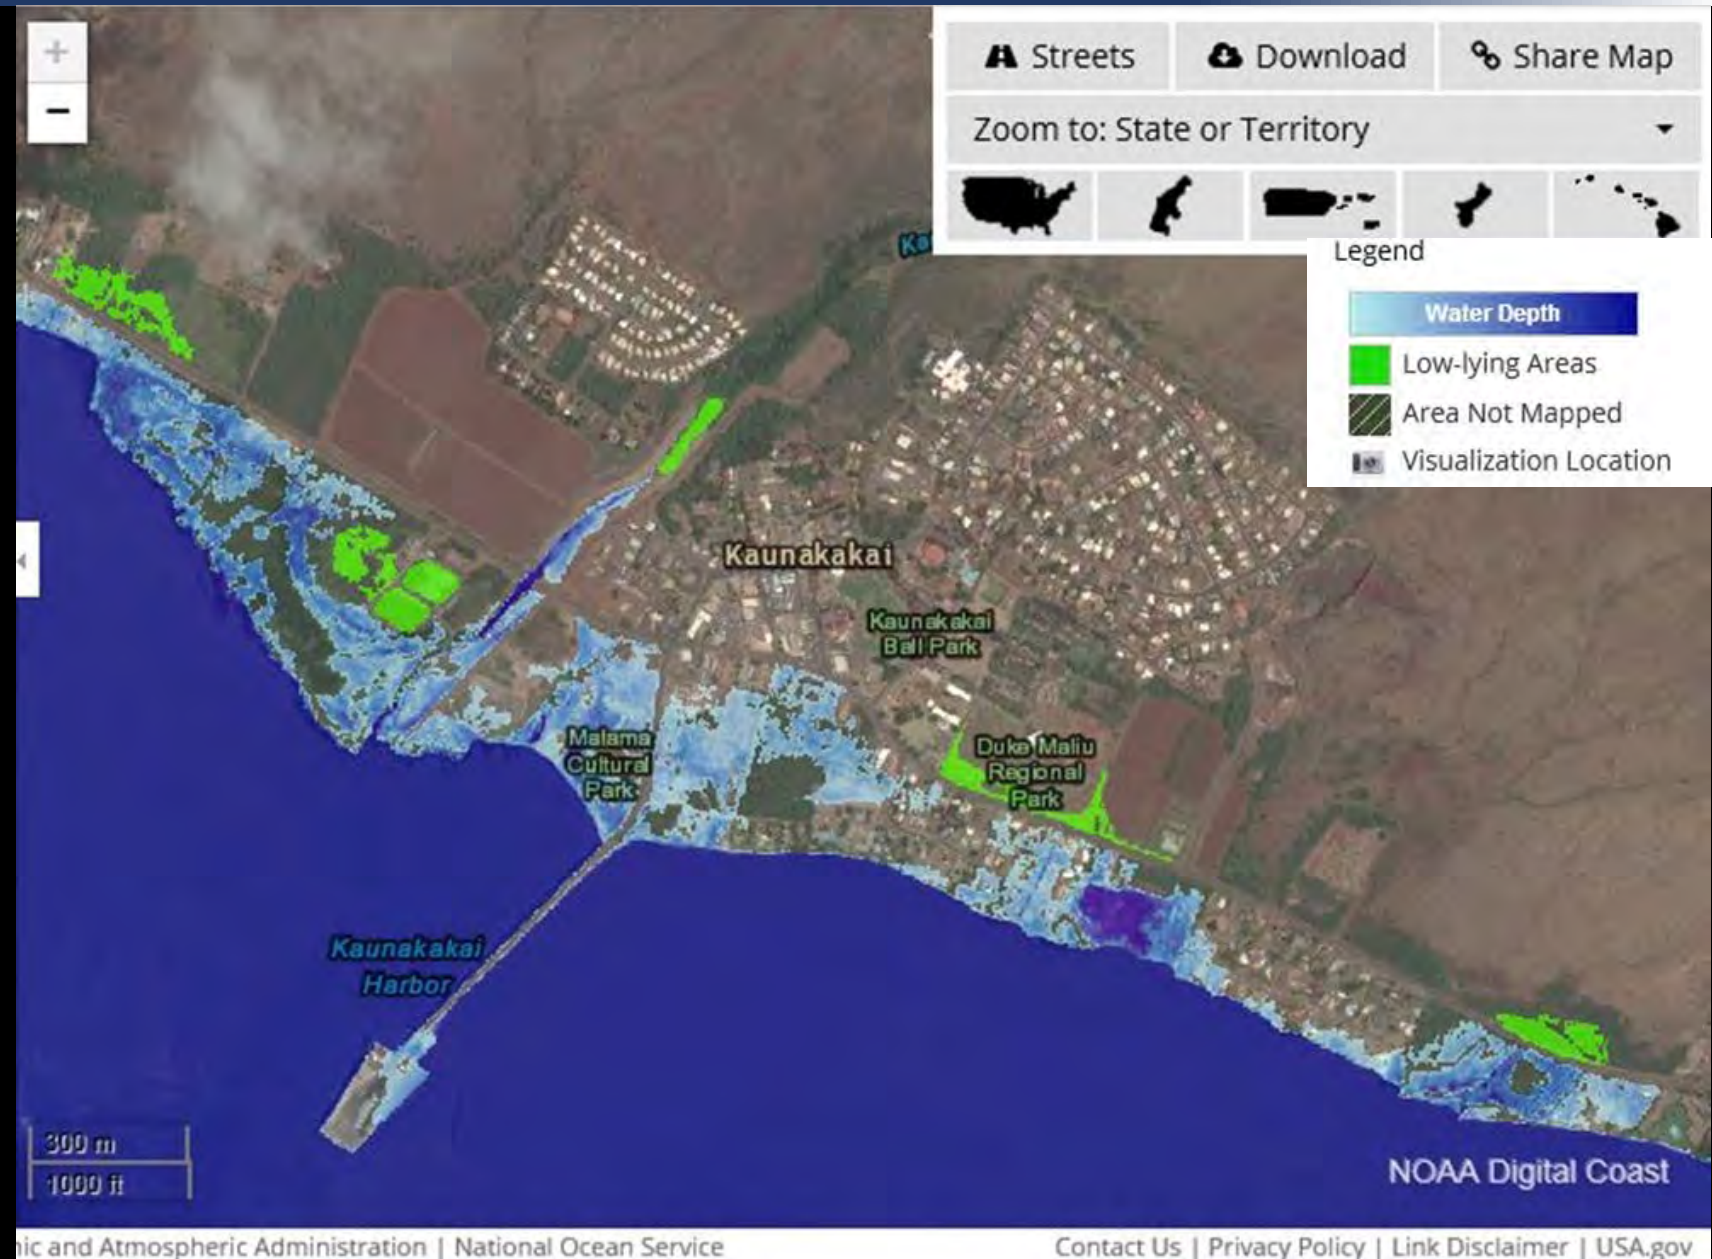 +
Streets
Download
Share Map
−
Zoom to: State or Territory
Legend
Water Depth
Low-lying Areas
Area Not Mapped
Visualization Location
Kaunakakai
Kaunakakai
Ball Park
Duke Maliu
Regional
Park
Malama
Cultural
Park
Kaunakakai
Harbor
300 m
1000 ft
NOAA Digital Coast
and Atmospheric Administration | National Ocean Service
Contact Us | Privacy Policy | Link Disclaimer | USA.gov